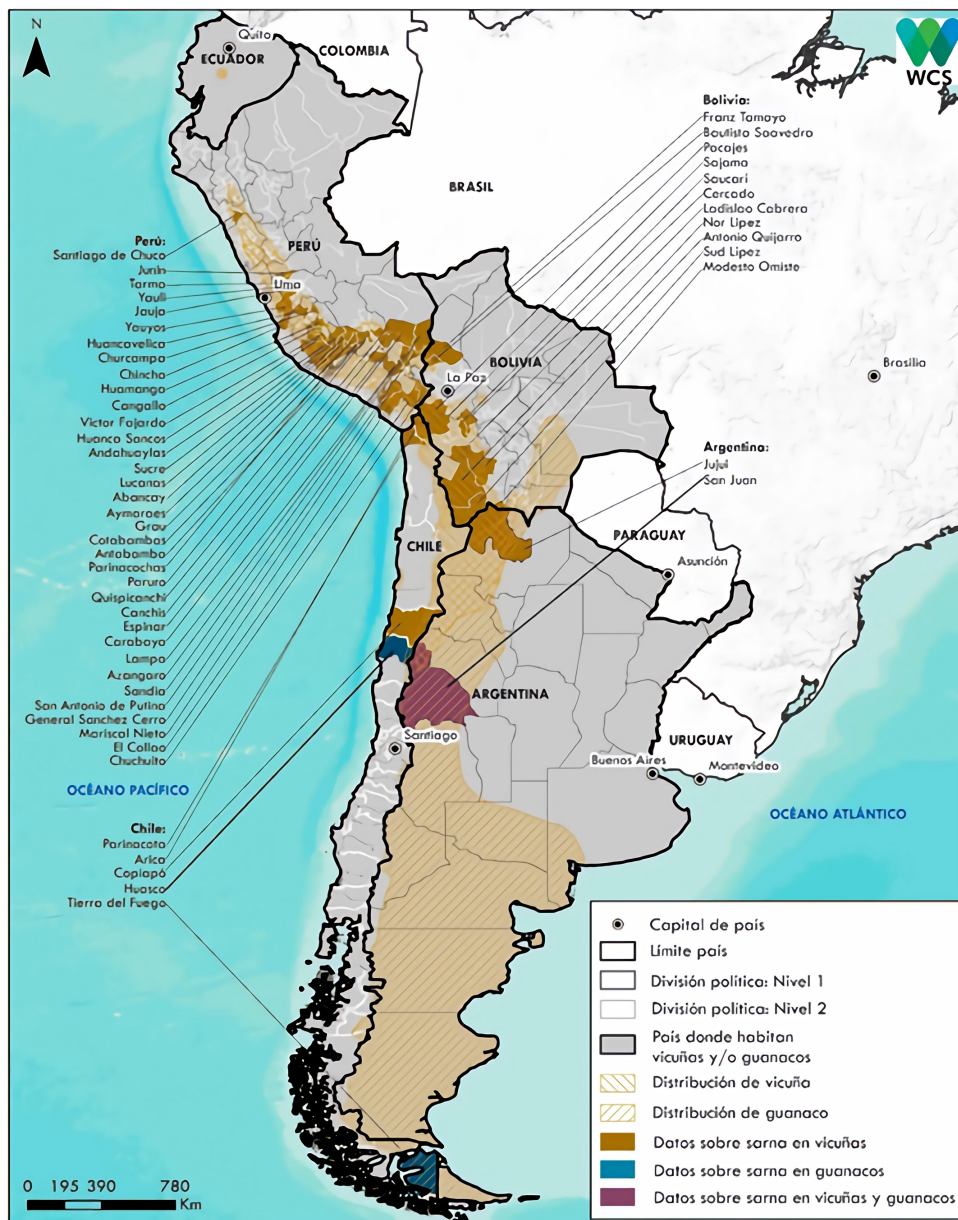 N
Quito
ECUADOR
COLOMBIA
WCS
BRASIL
PERÚ
Lima
BOLIVIA
La Paz
Brasilia
CHILE
PARAGUAY
Asunción
ARGENTINA
Santiago
URUGUAY
Buenos Aires
Montevideo
OCÉANO PACÍFICO
OCÉANO ATLÁNTICO
Perú:
Santiago de Chuco
Junín
Tarma
Yauli
Jauja
Yauyos
Huancavelica
Churcampa
Chincha
Huamanga
Cangallo
Victor Fajardo
Huanca Sancos
Andahuaylas
Sucre
Lucanas
Abancay
Aymaraes
Grau
Cotabambas
Antabamba
Parinacochas
Paruro
Quispicanchi
Canchis
Espinar
Carabaya
Lampa
Azangaro
Sandia
San Antonio de Putina
General Sanchez Cerro
Mariscal Nieto
El Collao
Chuchuito
Bolivia:
Franz Tamayo
Bautista Saavedra
Pacajes
Sajama
Saucari
Cercado
Ladislao Cabrera
Nor Lipez
Antonio Quijarro
Sud Lipez
Modesto Omiste
Argentina:
Jujui
San Juan
Chile:
Parinacota
Arica
Copiapó
Huasco
Tierra del Fuego
Capital de país
Límite país
División política: Nivel 1
División política: Nivel 2
País donde habitan
vicuñas y/o guanacos
Distribución de vicuña
Distribución de guanaco
Datos sobre sarna en vicuñas
Datos sobre sarna en guanacos
Datos sobre sarna en vicuñas y guanacos
0 195 390 780
Km